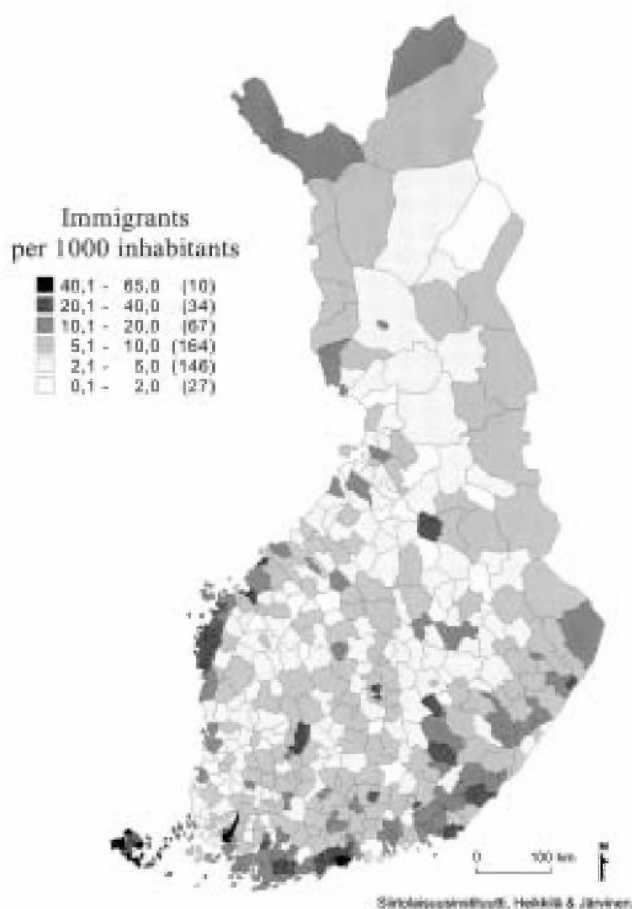 Immigrants
per 1000 inhabitants
40,1 - 65,0 (10)
20,1 - 40,0 (34)
10,1 - 20,0 (67)
5,1 - 10,0 (164)
2,1 - 5,0 (146)
0,1 - 2,0 (27)
N
0 100 km
Siirtolaisuusinstituutti, Heikkilä & Järvinen